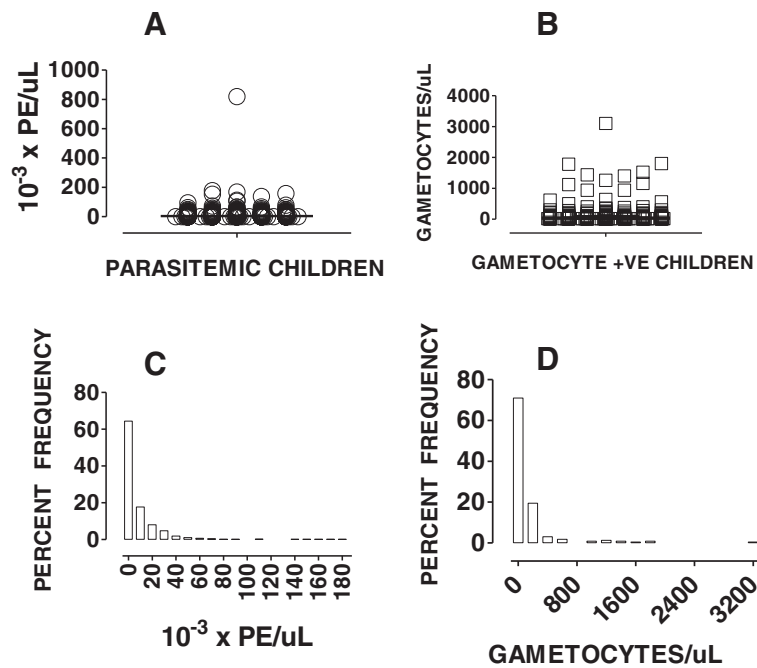 A
10⁻³ x PE/uL
1000
800
600
400
200
0
PARASITEMIC CHILDREN
B
GAMETOCYTES/uL
4000
3000
2000
1000
0
GAMETOCYTE +VE CHILDREN
C
PERCENT FREQUENCY
80
60
40
20
0
0 20 40 60 80 100 120 140 160 180
10⁻³ x PE/uL
D
PERCENT FREQUENCY
80
60
40
20
0
0 800 1600 2400 3200
GAMETOCYTES/uL